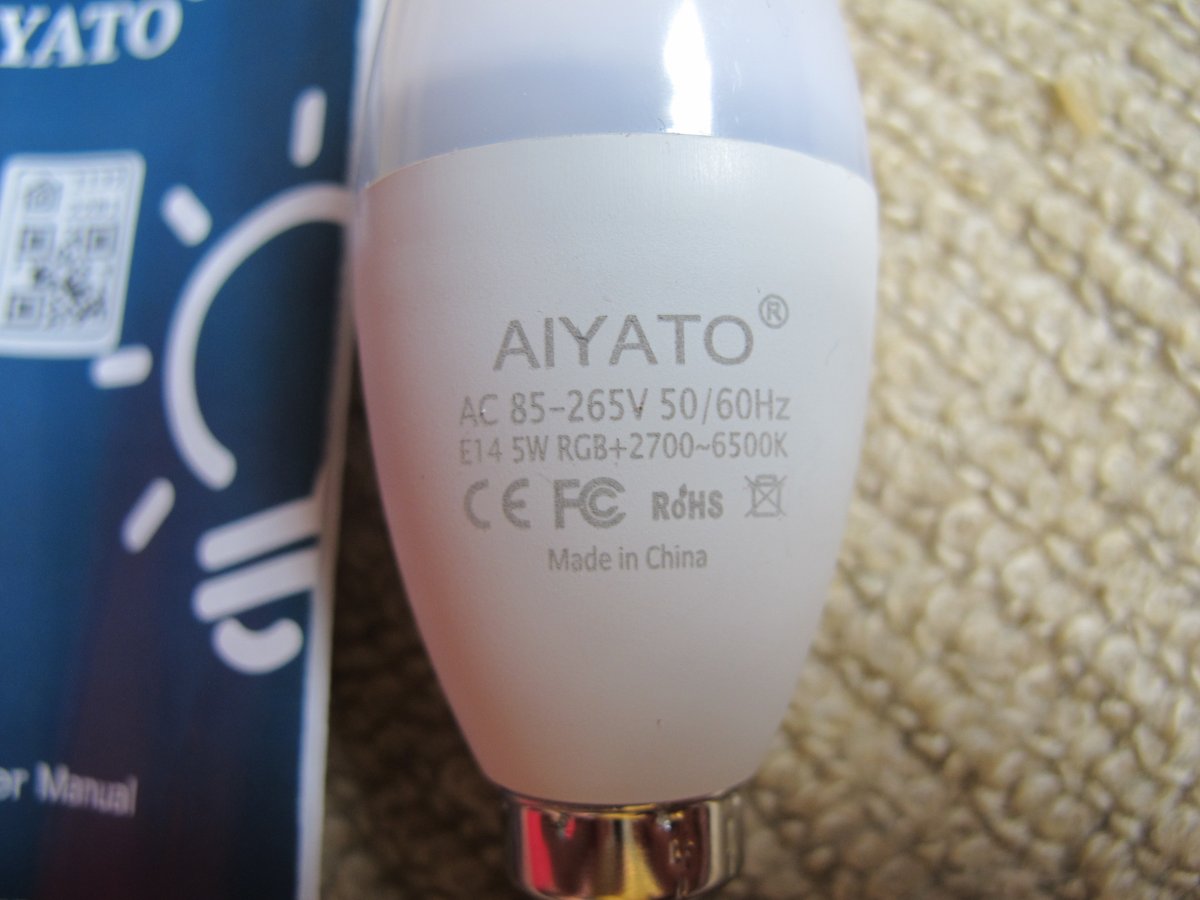 YATO
AIYATO®
AC 85-265V 50/60Hz
E14 5W RGB+2700~6500K
CE FC RoHS
Made in China
er Manual